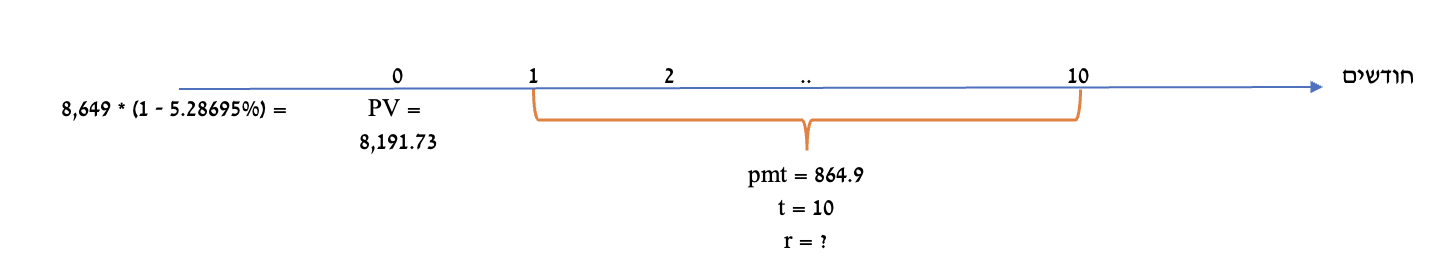 0 1 2 .. 10 חודשים
8,649 * (1 - 5.28695%) = PV =
8,191.73
pmt = 864.9
t = 10
r = ?